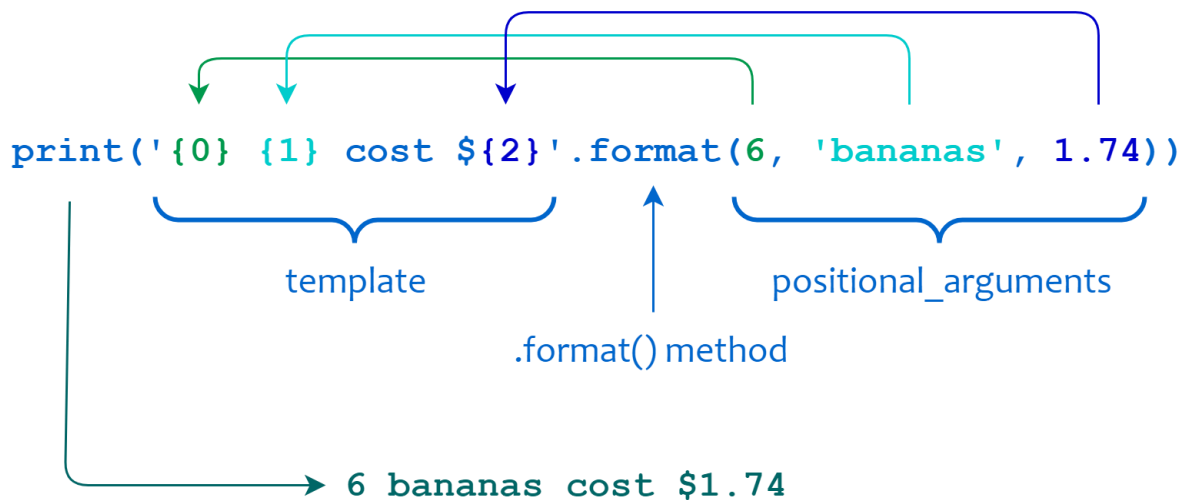 print('{0} {1} cost ${2}'.format(6, 'bananas', 1.74))
template
positional_arguments
.format() method
6 bananas cost $1.74